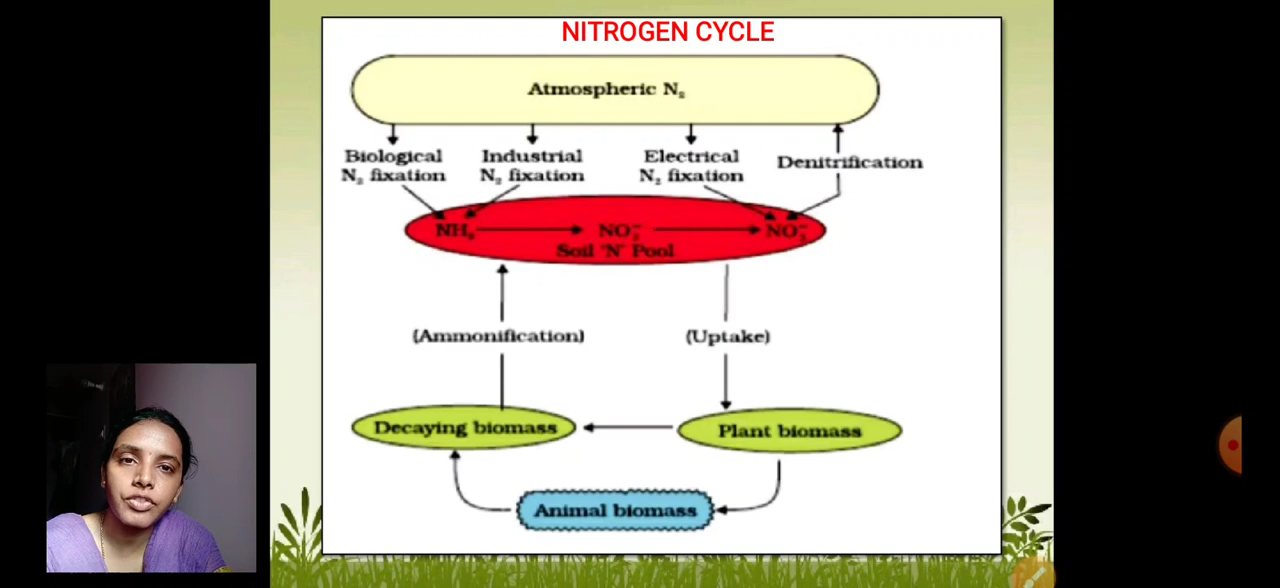 NITROGEN CYCLE
Atmospheric N₂
Biological
N₂ fixation
Industrial
N₂ fixation
Electrical
N₂ fixation
Denitrification
NH₃
NO₂⁻
NO₃⁻
Soil 'N' Pool
(Ammonification)
(Uptake)
Decaying biomass
Plant biomass
Animal biomass